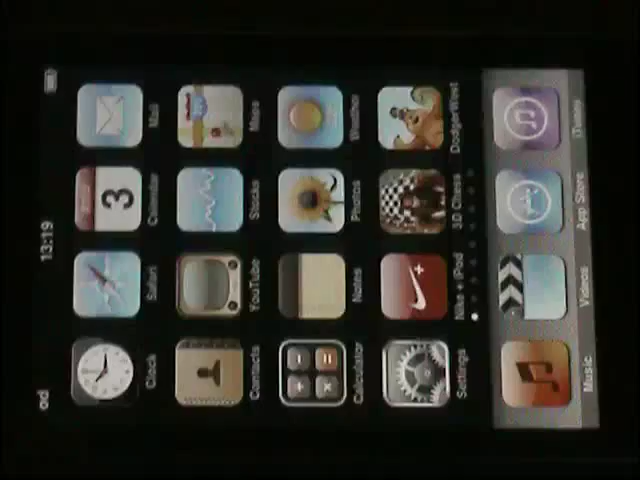 od 13:19
3
Clock Safari Calendar Mail
Contacts YouTube Stocks Maps
− = + ×
Calculator Notes Photos Weather
Settings Nike + iPod 3D Chess
Music Videos App Store iTunes